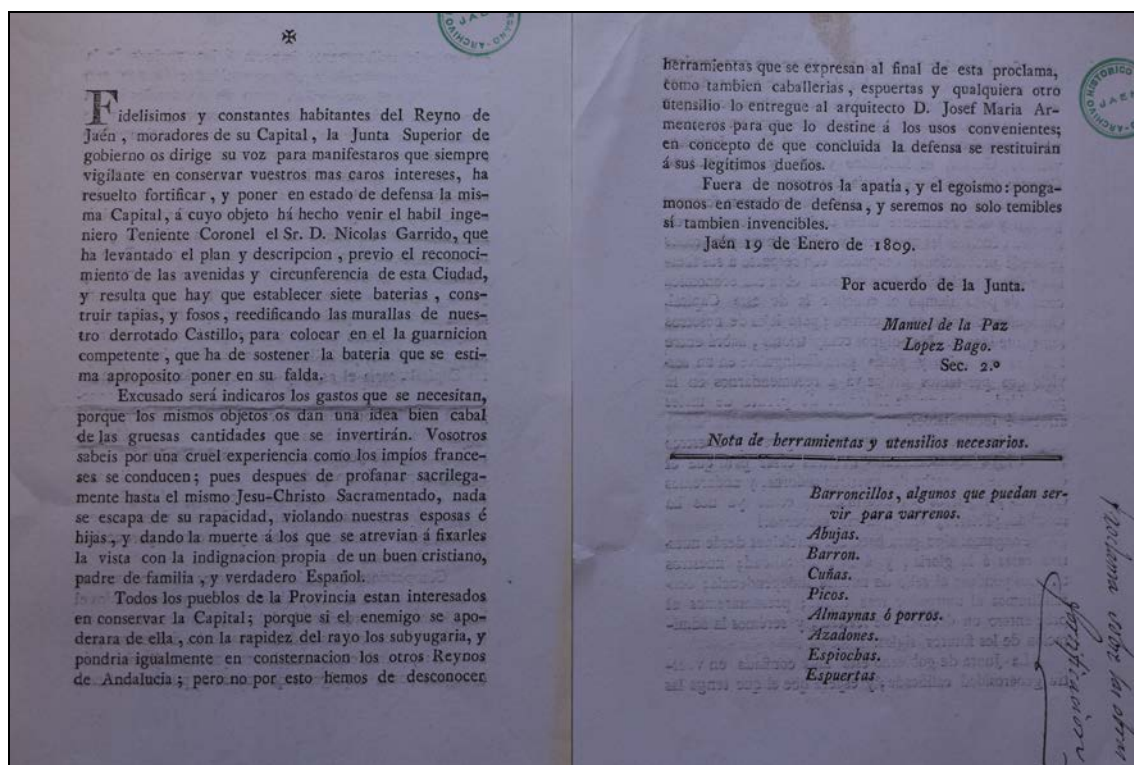 ✠
Fidelisimos y constantes habitantes del Reyno de
Jaén , moradores de su Capital , la Junta Superior de
gobierno os dirige su voz para manifestaros que siempre
vigilante en conservar vuestros mas caros intereses, ha
resuelto fortificar , y poner en estado de defensa la mis-
ma Capital, á cuyo objeto há hecho venir el habil inge-
niero Teniente Coronel el Sr. D. Nicolas Garrido, que
ha levantado el plan y descripcion , previo el reconoci-
miento de las avenidas y circunferencia de esta Ciudad,
y resulta que hay que establecer siete baterias , cons-
truir tapias, y fosos , reedificando las murallas de nues-
tro derrotado Castillo, para colocar en el la guarnicion
competente , que ha de sostener la bateria que se esti-
ma aproposito poner en su falda.
Excusado será indicaros los gastos que se necesitan,
porque los mismos objetos os dan una idea bien cabal
de las gruesas cantidades que se invertirán. Vosotros
sabeis por una cruel experiencia como los impios france-
ses se conducen; pues despues de profanar sacrilega-
mente hasta el mismo Jesu-Christo Sacramentado, nada
se escapa de su rapacidad, violando nuestras esposas é
hijas, y dando la muerte á los que se atrevian á fixarles
la vista con la indignacion propia de un buen cristiano,
padre de familia , y verdadero Español.
Todos los pueblos de la Provincia estan interesados
en conservar la Capital; porque si el enemigo se apo-
derara de ella , con la rapidez del rayo los subyugaria, y
pondria igualmente en consternacion los otros Reynos
de Andalucia ; pero no por esto hemos de desconocer
herramientas que se expresan al final de esta proclama,
como tambien caballerias , espuertas y qualquiera otro
utensilio lo entregue al arquitecto D. Josef Maria Ar-
menteros para que lo destine á los usos convenientes;
en concepto de que concluida la defensa se restituirán
á sus legitimos dueños.
Fuera de nosotros la apatía, y el egoismo: ponga-
monos en estado de defensa, y seremos no solo temibles
sí tambien invencibles.
Jaén 19 de Enero de 1809.
Por acuerdo de la Junta.
Manuel de la Paz
Lopez Bago.
Sec. 2.º
Nota de herramientas y utensilios necesarios.
Barroncillos, algunos que puedan ser-
vir para varrenos.
Abujas.
Barron.
Cuñas.
Picos.
Almaynas ó porros.
Azadones.
Espiochas.
Espuertas
Proclama sobre las obras
fortificacion
ARCHIVO HISTORICO
JAEN